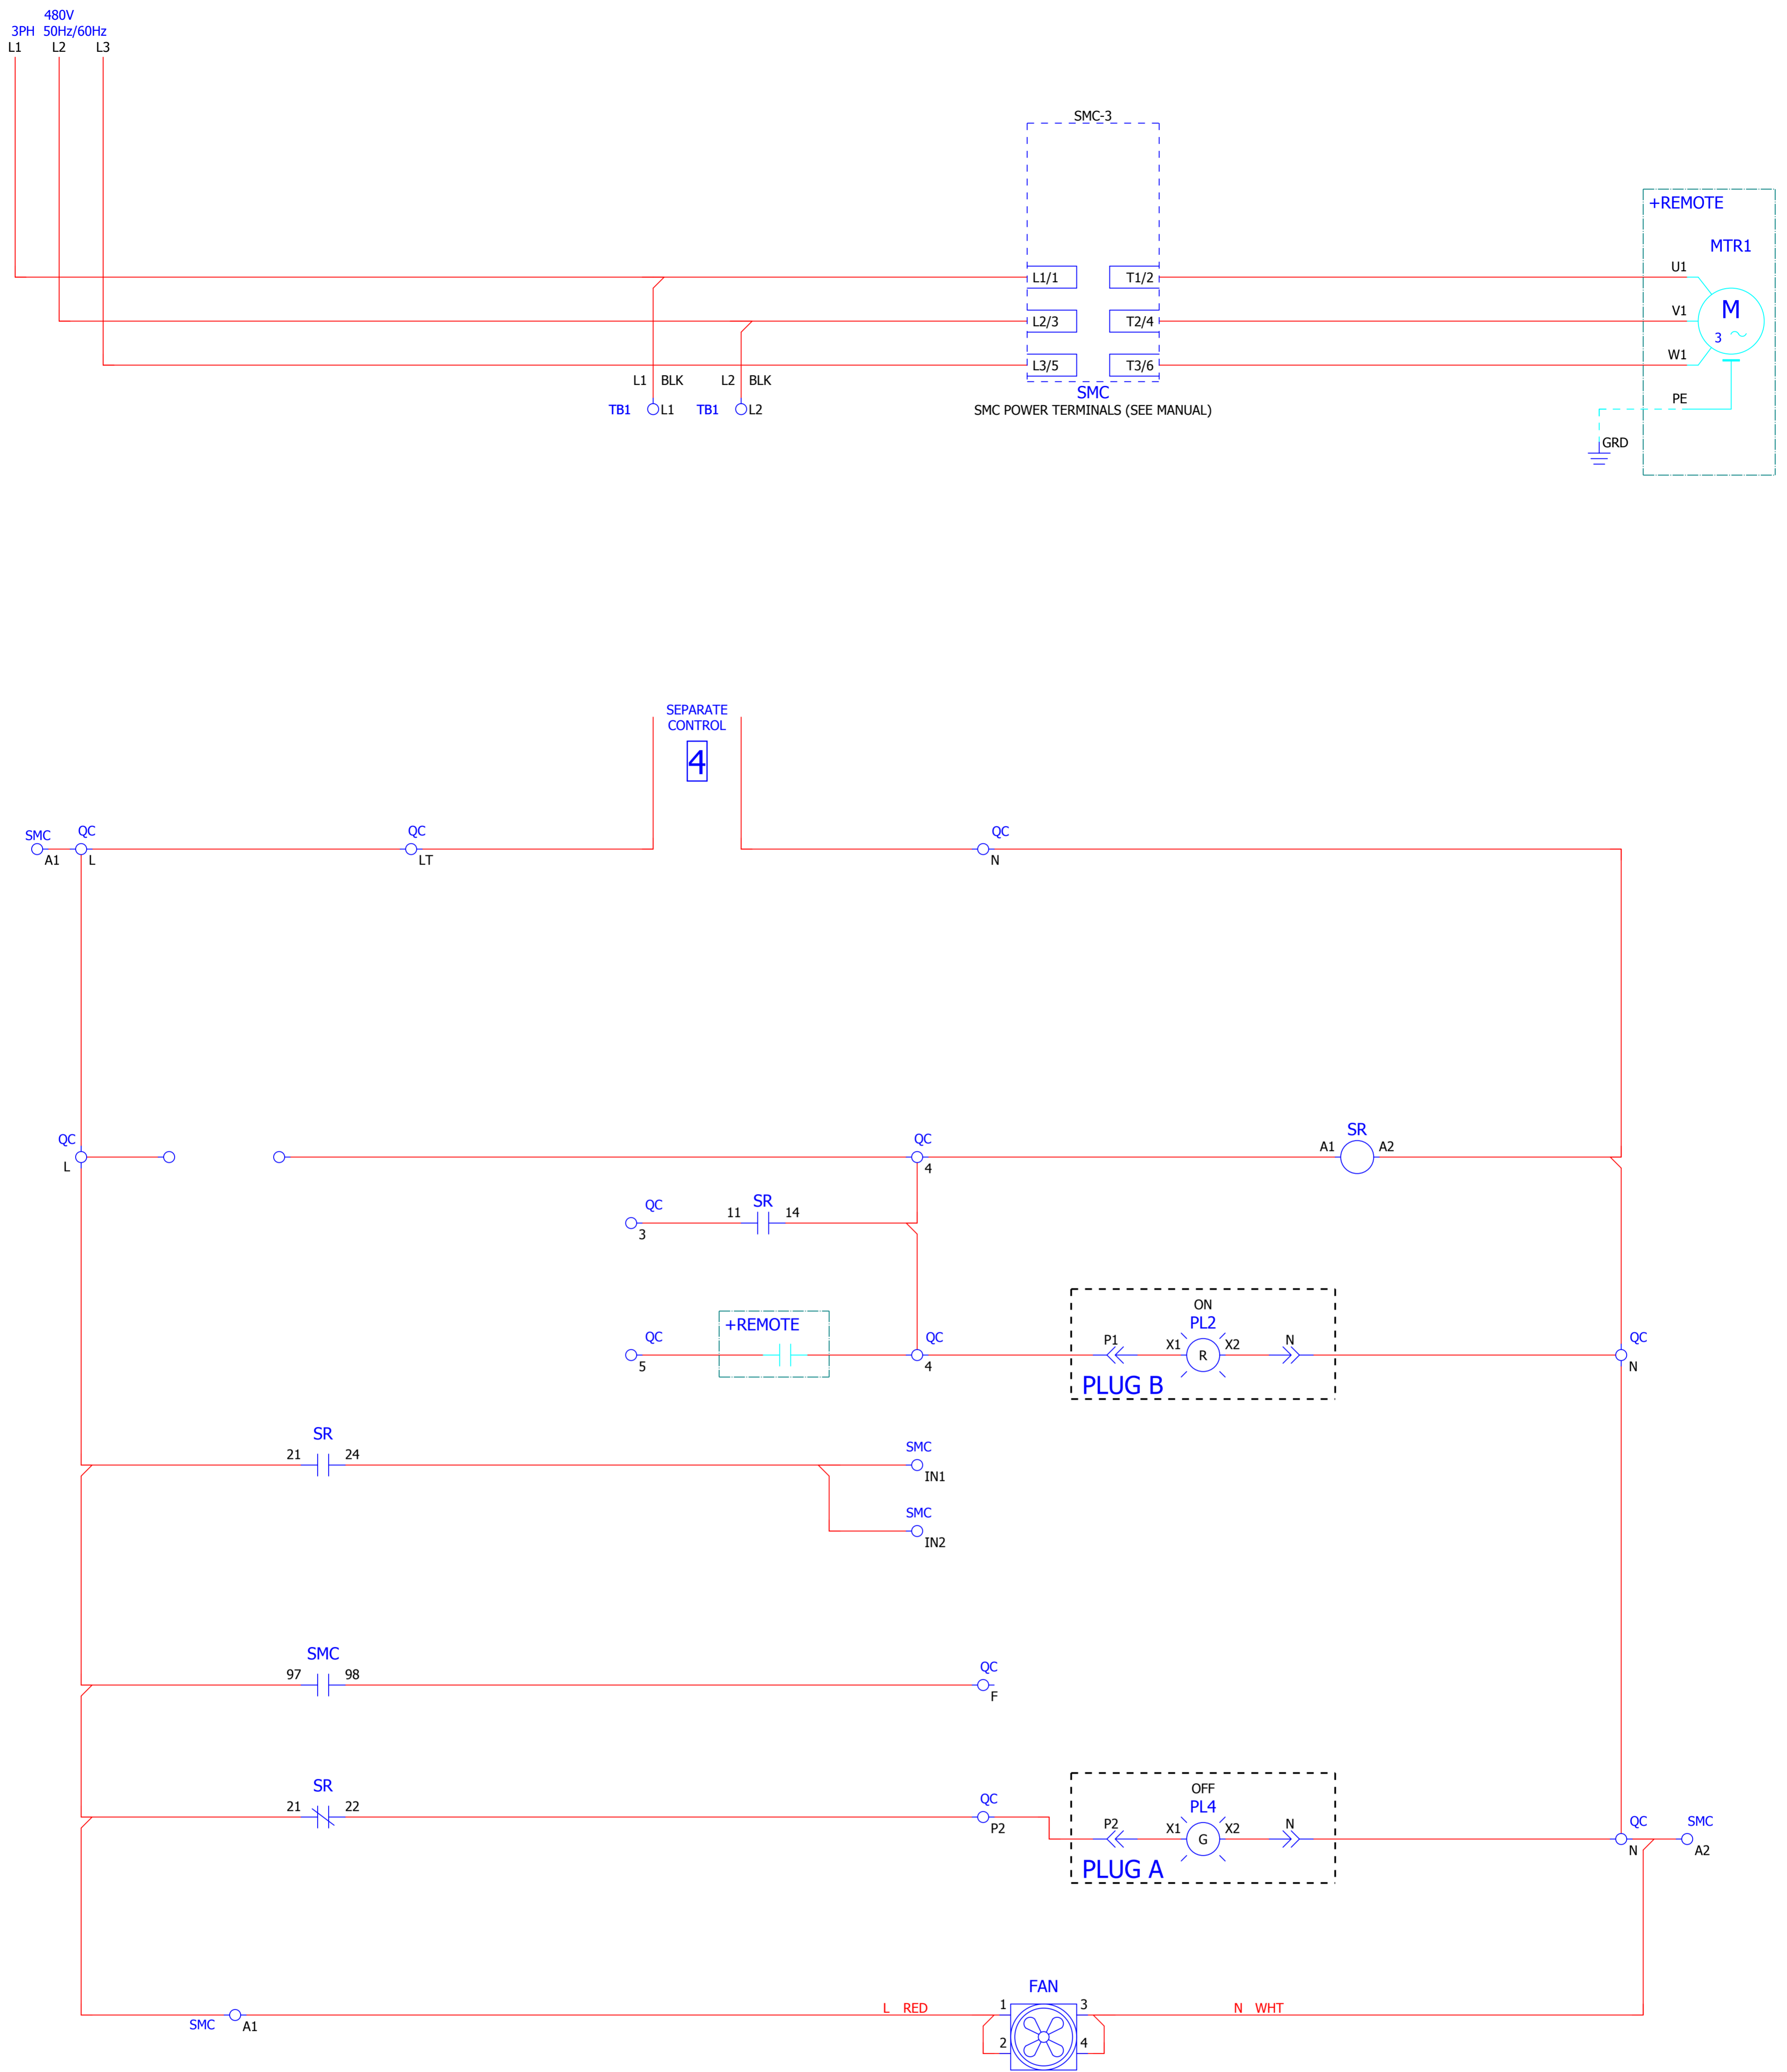 480V
3PH 50Hz/60Hz
L1 L2 L3
SMC-3
+REMOTE
MTR1
L1/1 T1/2 U1
L2/3 T2/4 V1 M
3
L3/5 T3/6 W1
L1 BLK L2 BLK
SMC
TB1 L1 TB1 L2
SMC POWER TERMINALS (SEE MANUAL)
PE
GRD
SEPARATE
CONTROL
4
SMC QC QC QC
A1 L LT N
QC QC SR
L 4 A1 A2
QC SR
3 11 14
ON
+REMOTE PL2
QC QC P1 X1 R X2 N QC
5 4 N
PLUG B
SR
21 24 SMC
IN1
SMC
IN2
SMC
97 98 QC
F
SR OFF
21 22 QC PL4
P2 P2 X1 G X2 N QC SMC
N A2
PLUG A
FAN
L RED 1 3 N WHT
SMC A1
2 4